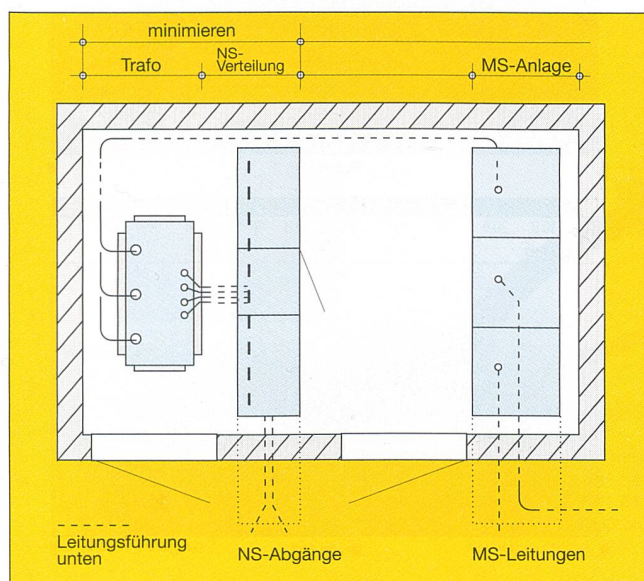 minimieren
Trafo
NS-
Verteilung
MS-Anlage
Leitungsführung
unten
NS-Abgänge
MS-Leitungen